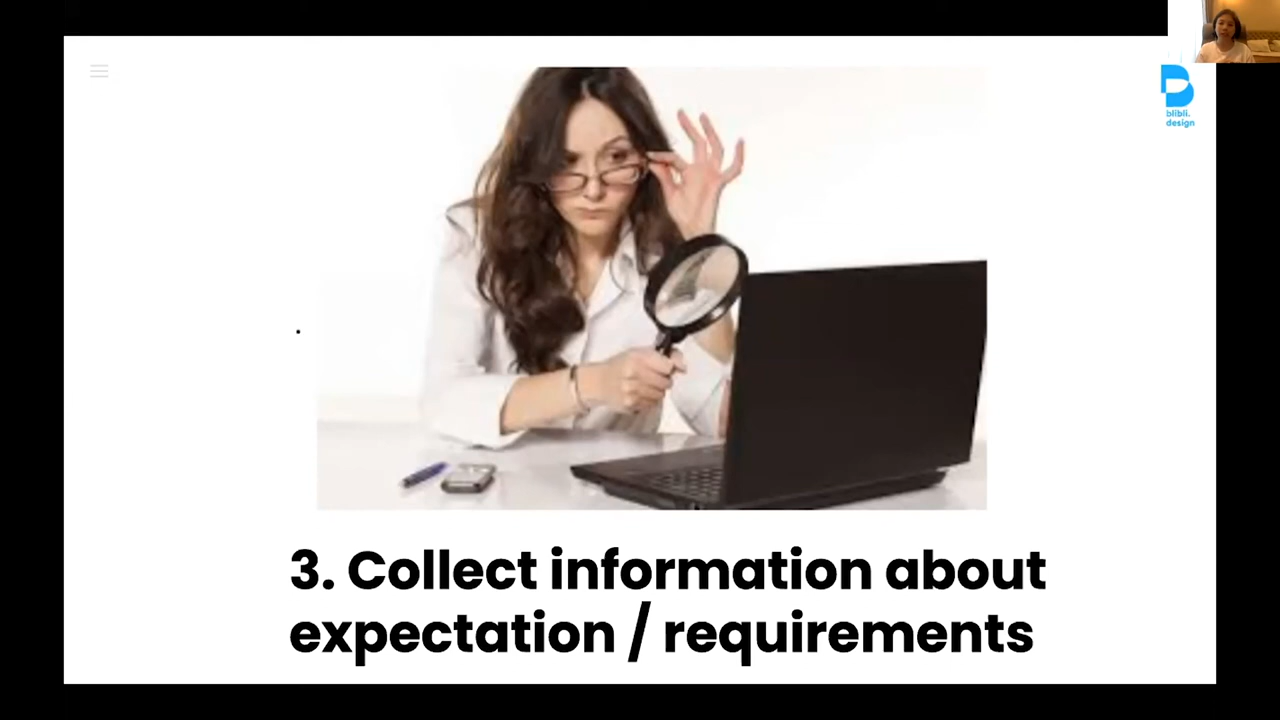 blibli.
design
3. Collect information about
expectation / requirements